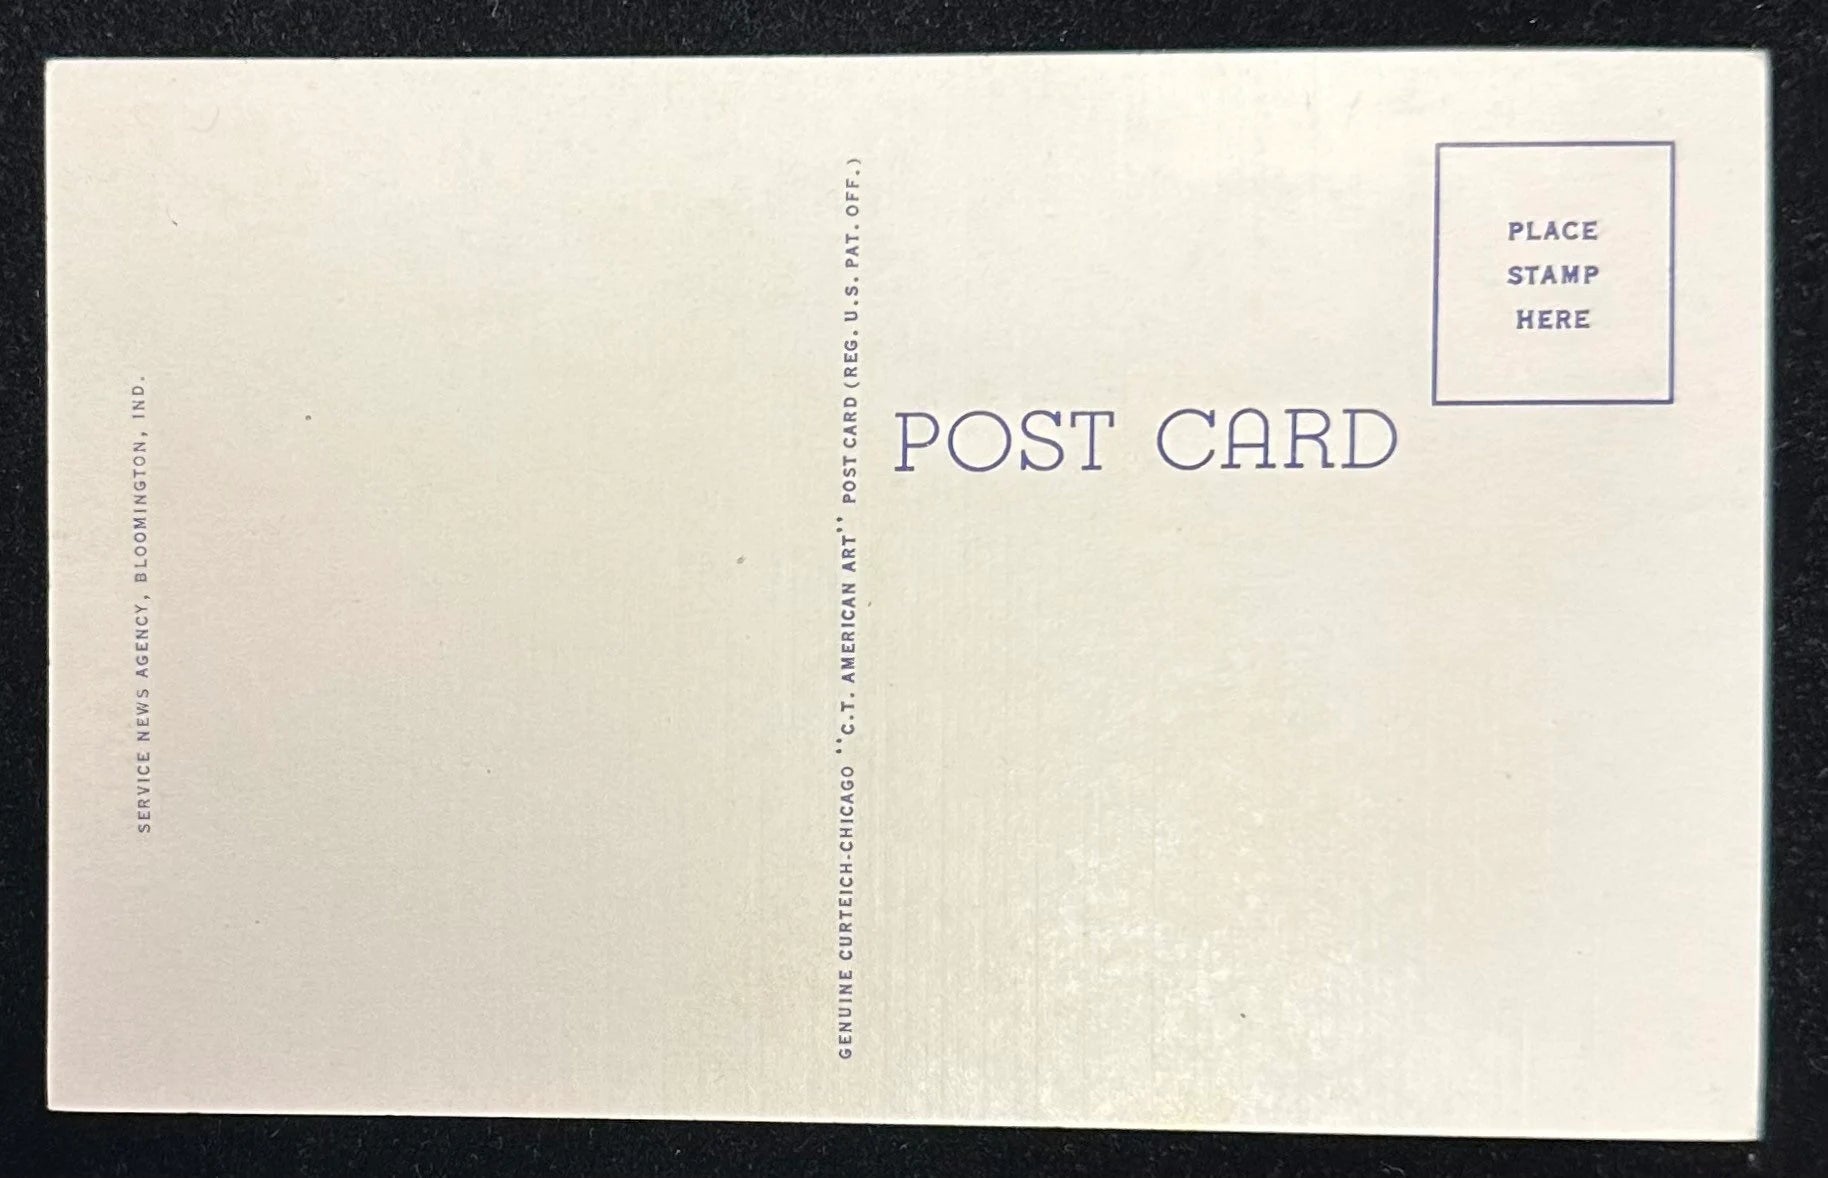 SERVICE NEWS AGENCY, BLOOMINGTON, IND.
GENUINE CURTEICH-CHICAGO "C.T. AMERICAN ART" POST CARD (REG. U.S. PAT. OFF.)
POST CARD
PLACE
STAMP
HERE